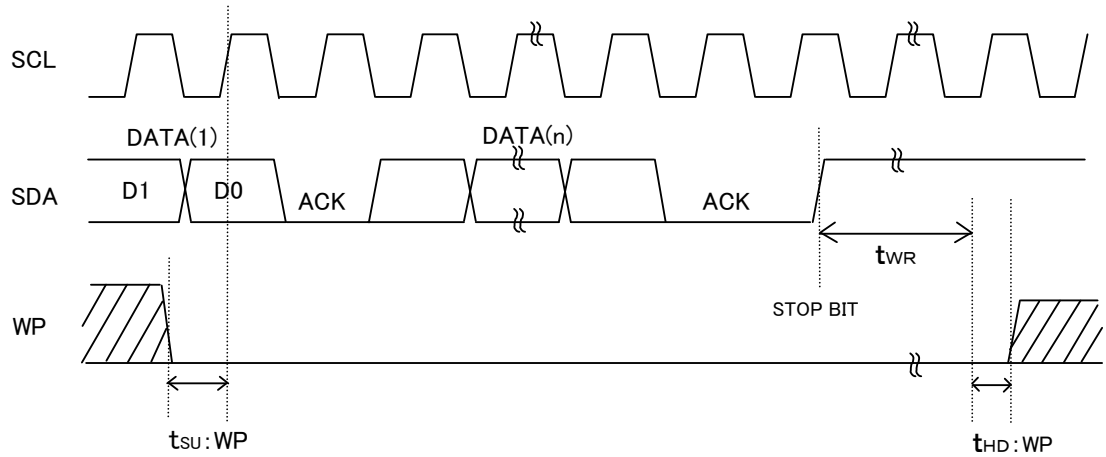 SCL
DATA(1)
DATA(n)
SDA
D1
D0
ACK
ACK
tWR
STOP BIT
WP
tSU:WP
tHD:WP